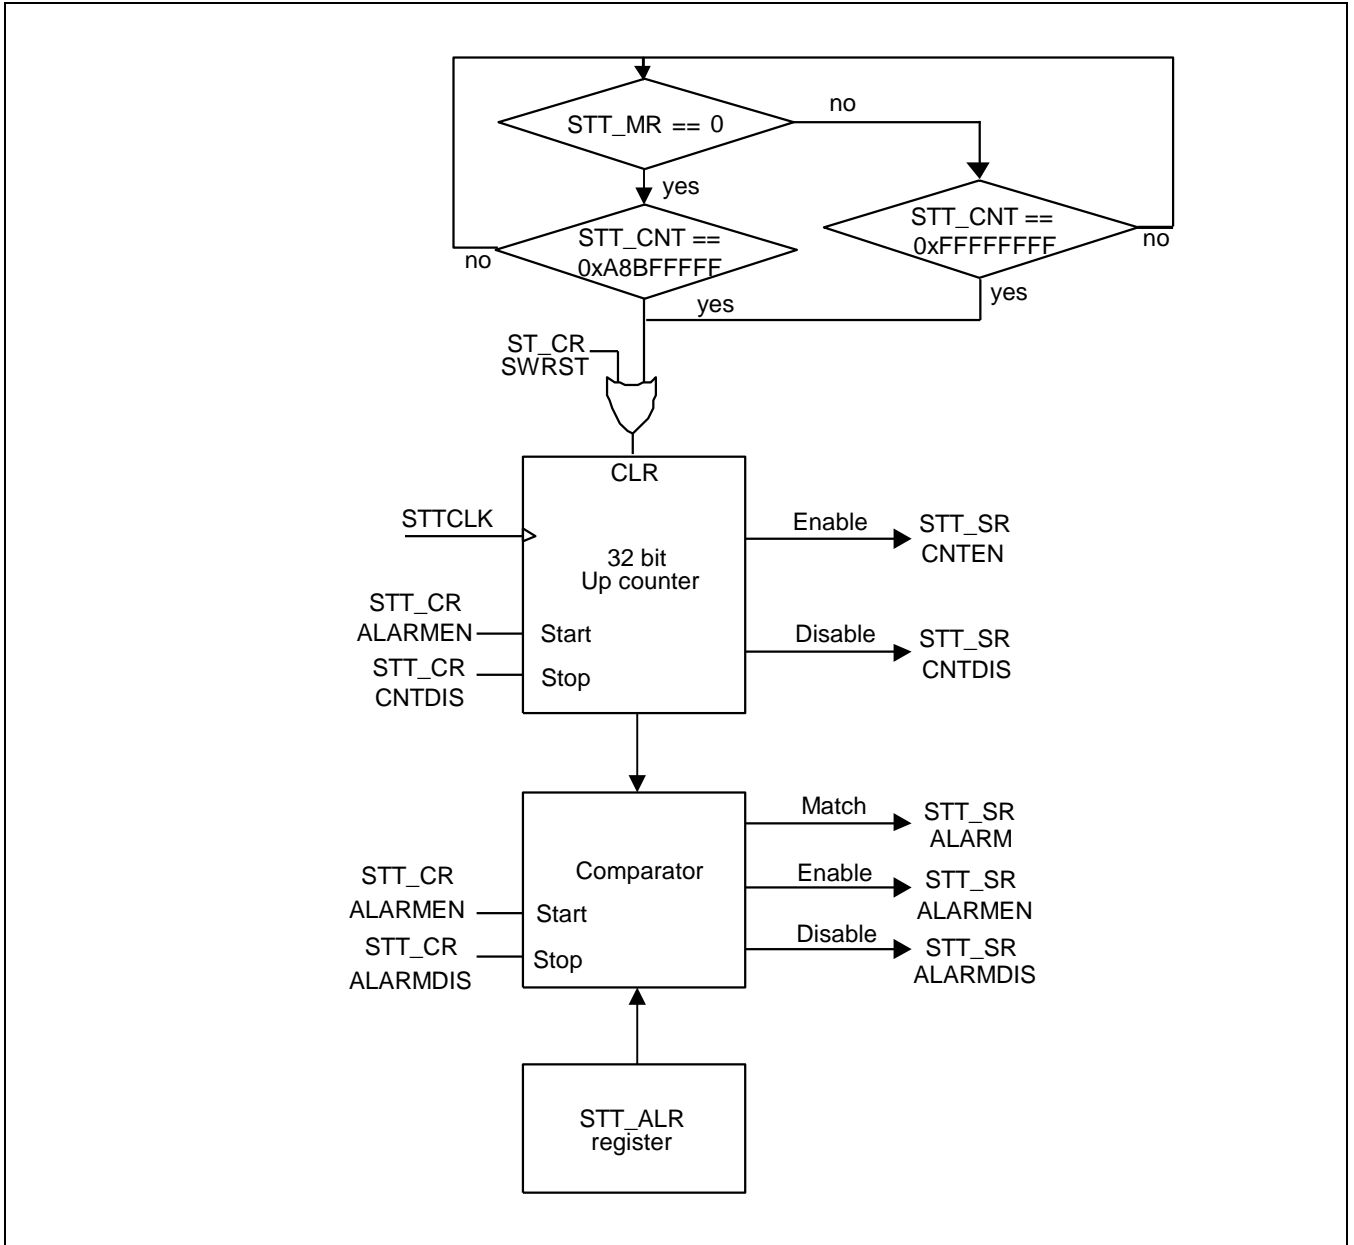 STT_MR == 0
no
yes
STT_CNT ==
0xA8BFFFFF
no
STT_CNT ==
0xFFFFFFFF
no
yes
yes
ST_CR
SWRST
CLR
STTCLK
32 bit
Up counter
Enable
STT_SR
CNTEN
STT_CR
ALARMEN
Start
Disable
STT_SR
CNTDIS
STT_CR
CNTDIS
Stop
Match
STT_SR
ALARM
Comparator
Enable
STT_SR
ALARMEN
STT_CR
ALARMEN
Start
Disable
STT_SR
ALARMDIS
STT_CR
ALARMDIS
Stop
STT_ALR
register